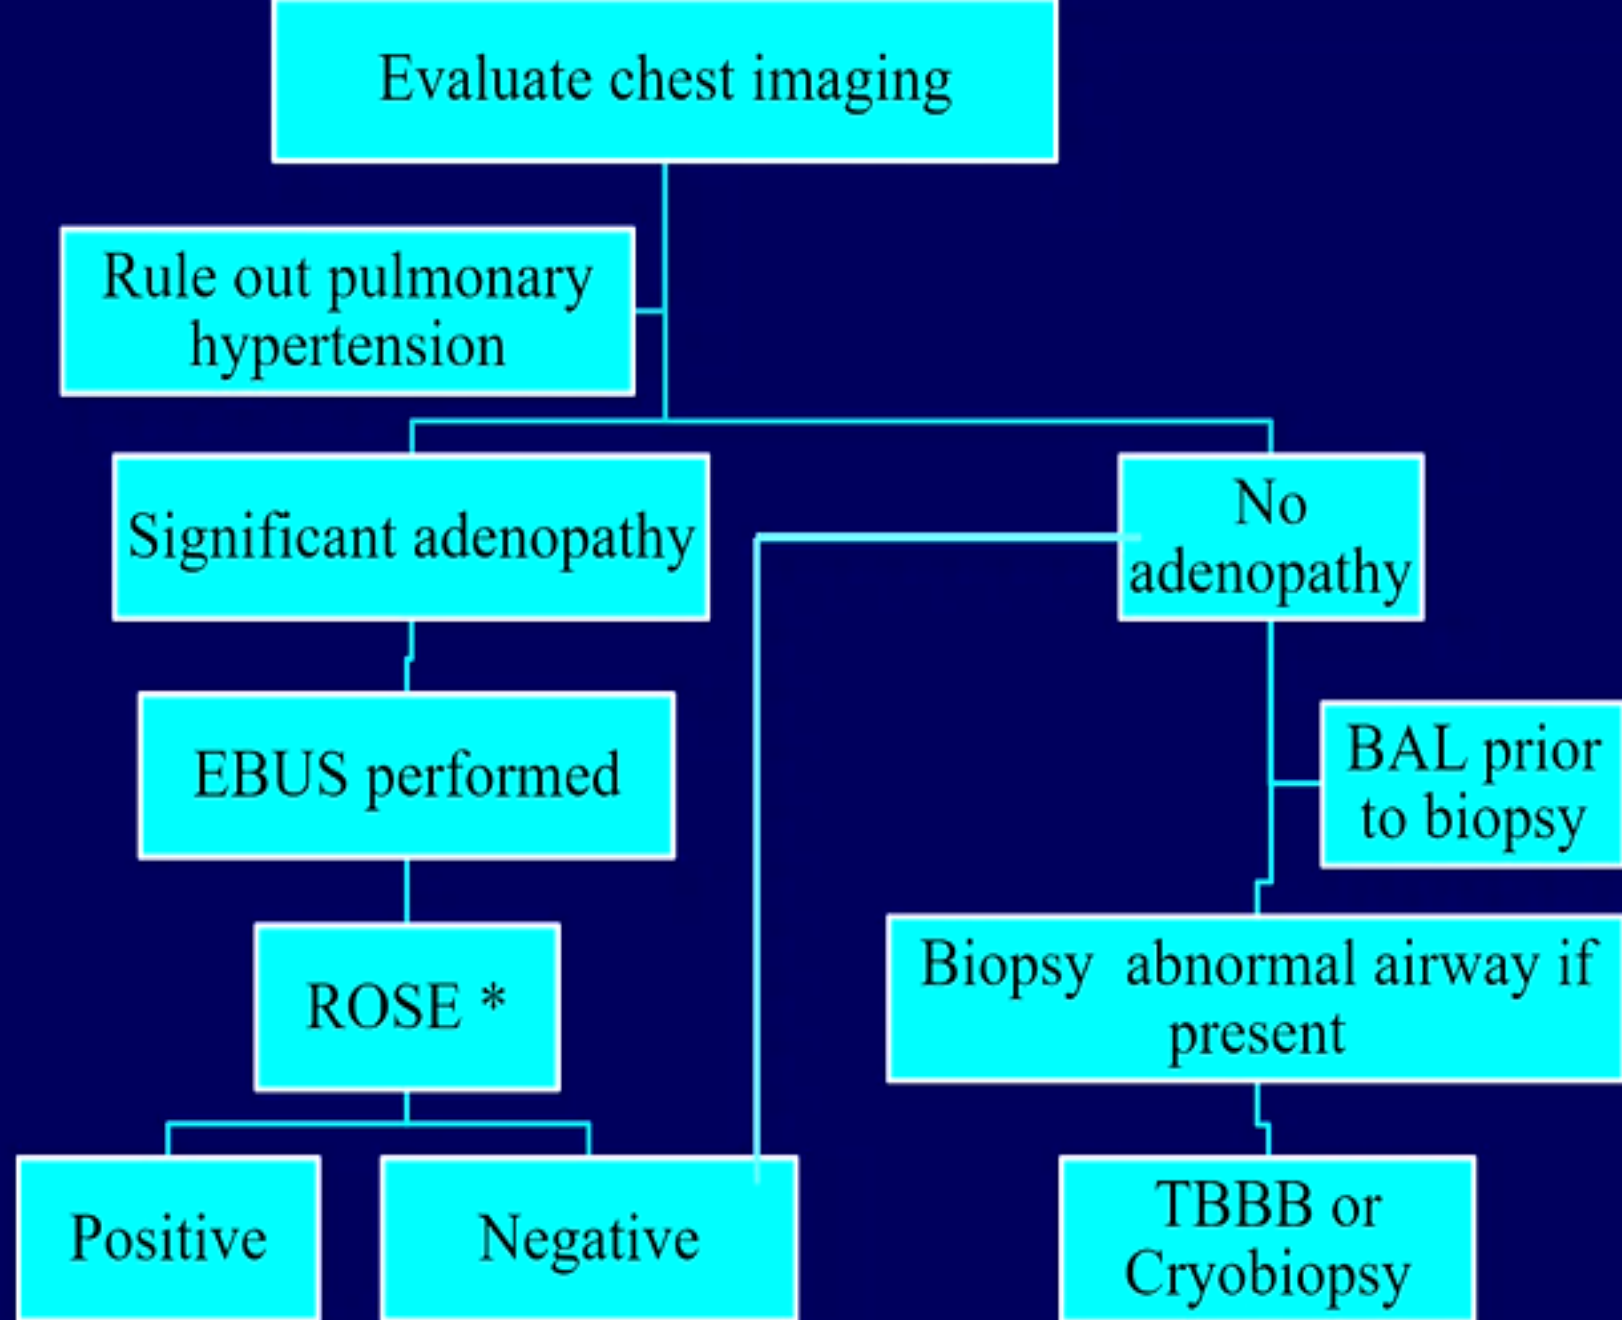 Evaluate chest imaging
Rule out pulmonary
hypertension
Significant adenopathy
No
adenopathy
EBUS performed
BAL prior
to biopsy
ROSE *
Biopsy  abnormal airway if
present
Positive
Negative
TBBB or
Cryobiopsy